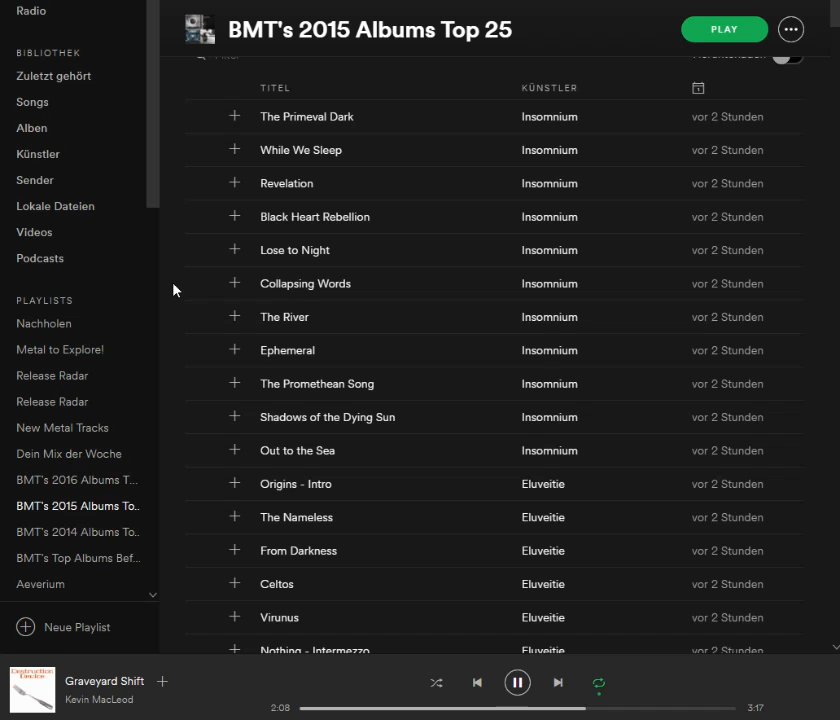 Radio
BIBLIOTHEK
Zuletzt gehört
Songs
Alben
Künstler
Sender
Lokale Dateien
Videos
Podcasts
PLAYLISTS
Nachholen
Metal to Explore!
Release Radar
Release Radar
New Metal Tracks
Dein Mix der Woche
BMT's 2016 Albums T...
BMT's 2015 Albums To...
BMT's 2014 Albums To...
BMT's Top Albums Bef...
Aeverium
Neue Playlist
BMT's 2015 Albums Top 25
PLAY
TITEL KÜNSTLER
The Primeval Dark Insomnium vor 2 Stunden
While We Sleep Insomnium vor 2 Stunden
Revelation Insomnium vor 2 Stunden
Black Heart Rebellion Insomnium vor 2 Stunden
Lose to Night Insomnium vor 2 Stunden
Collapsing Words Insomnium vor 2 Stunden
The River Insomnium vor 2 Stunden
Ephemeral Insomnium vor 2 Stunden
The Promethean Song Insomnium vor 2 Stunden
Shadows of the Dying Sun Insomnium vor 2 Stunden
Out to the Sea Insomnium vor 2 Stunden
Origins - Intro Eluveitie vor 2 Stunden
The Nameless Eluveitie vor 2 Stunden
From Darkness Eluveitie vor 2 Stunden
Celtos Eluveitie vor 2 Stunden
Virunus Eluveitie vor 2 Stunden
Nothing - Intermezzo Eluveitie vor 2 Stunden
Graveyard Shift
Kevin MacLeod
2:08 3:17